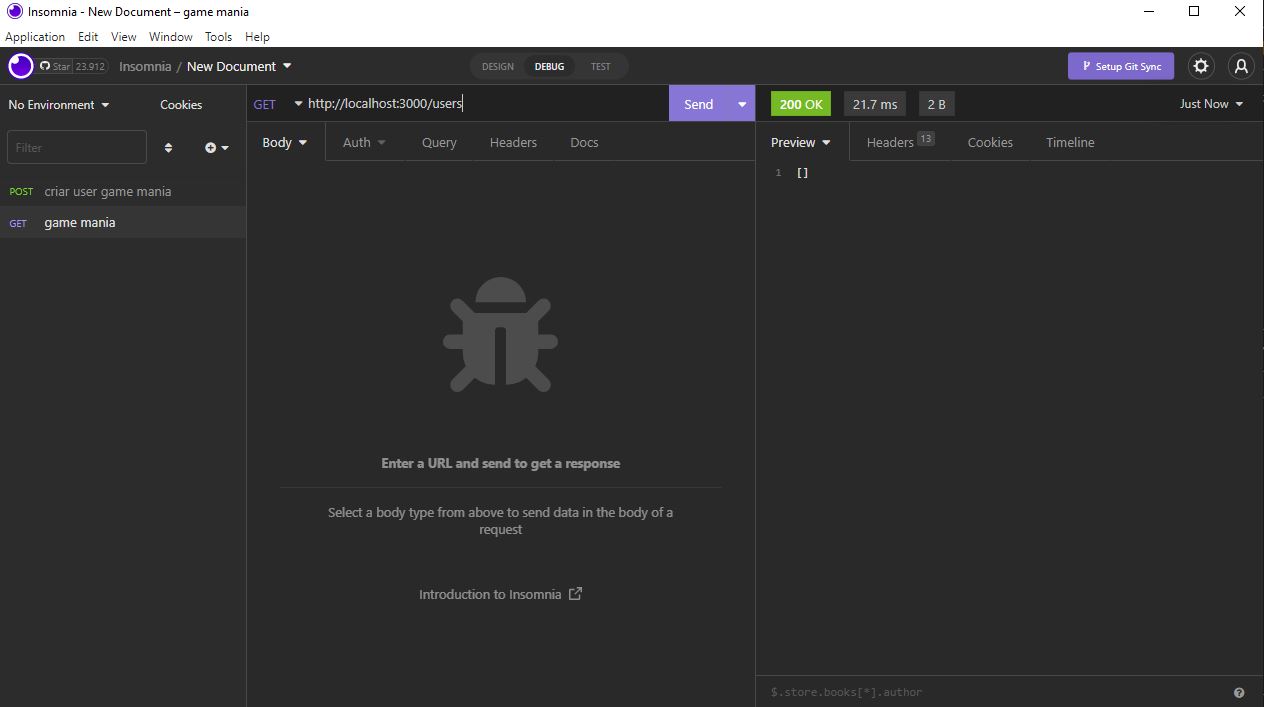 Insomnia - New Document – game mania
Application Edit View Window Tools Help
Star 23.912 Insomnia / New Document DESIGN DEBUG TEST Setup Git Sync
No Environment Cookies GET http://localhost:3000/users Send 200 OK 21.7 ms 2 B Just Now
Filter Body Auth Query Headers Docs Preview Headers 13 Cookies Timeline
1 []
POST criar user game mania
GET game mania
Enter a URL and send to get a response
Select a body type from above to send data in the body of a
request
Introduction to Insomnia
$.store.books[*].author